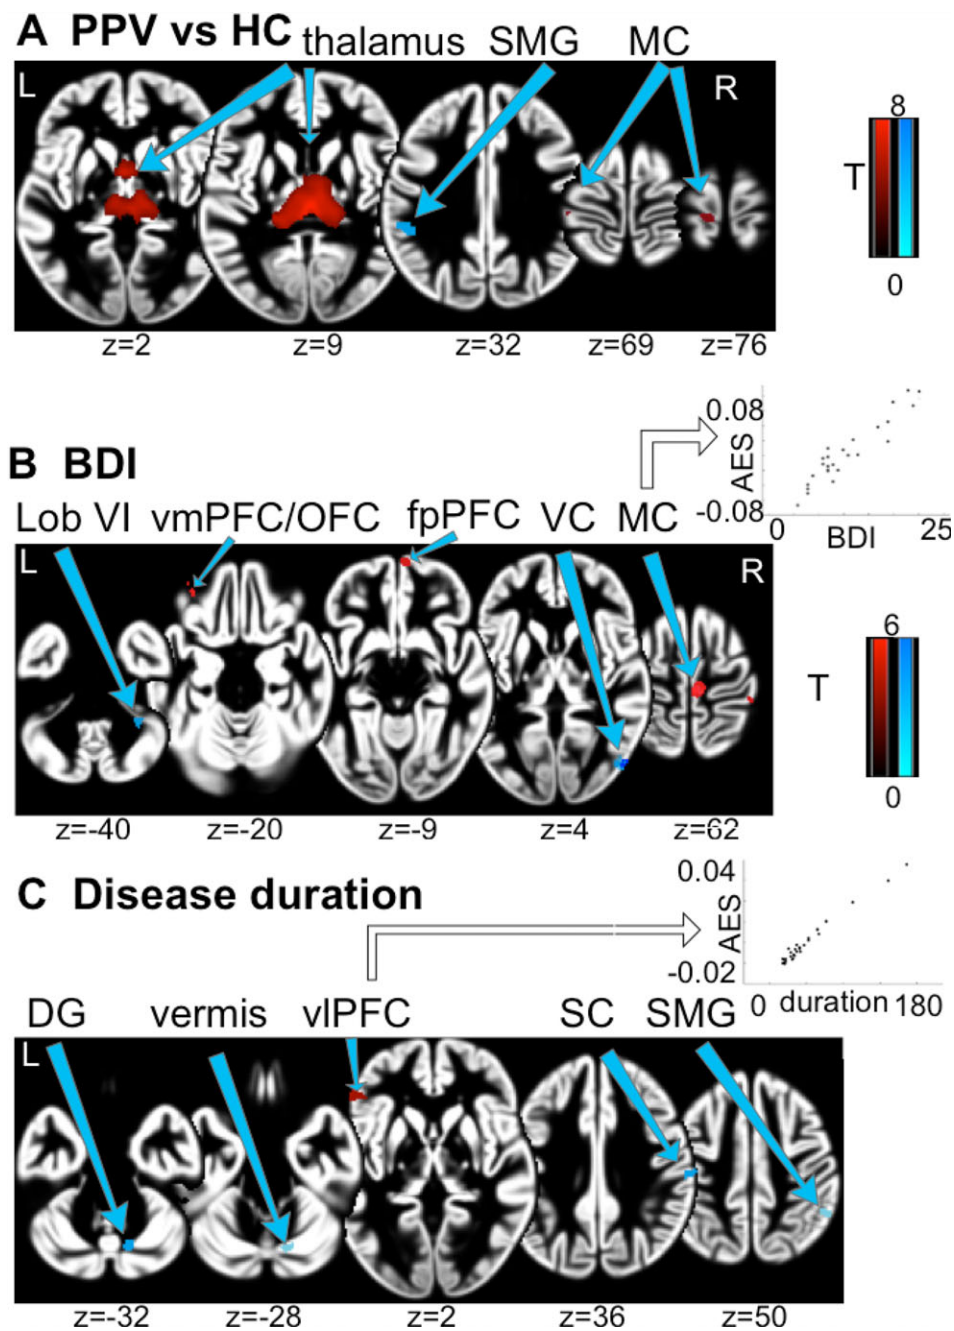 A PPV vs HC thalamus SMG MC
L R
8
T
0
z=2 z=9 z=32 z=69 z=76
0.08
AES
-0.08
0 25
BDI
B BDI
Lob VI vmPFC/OFC fpPFC VC MC
L R
6
T
0
z=-40 z=-20 z=-9 z=4 z=62
C Disease duration
0.04
AES
-0.02
0 duration 180
DG vermis vlPFC SC SMG
L
z=-32 z=-28 z=2 z=36 z=50